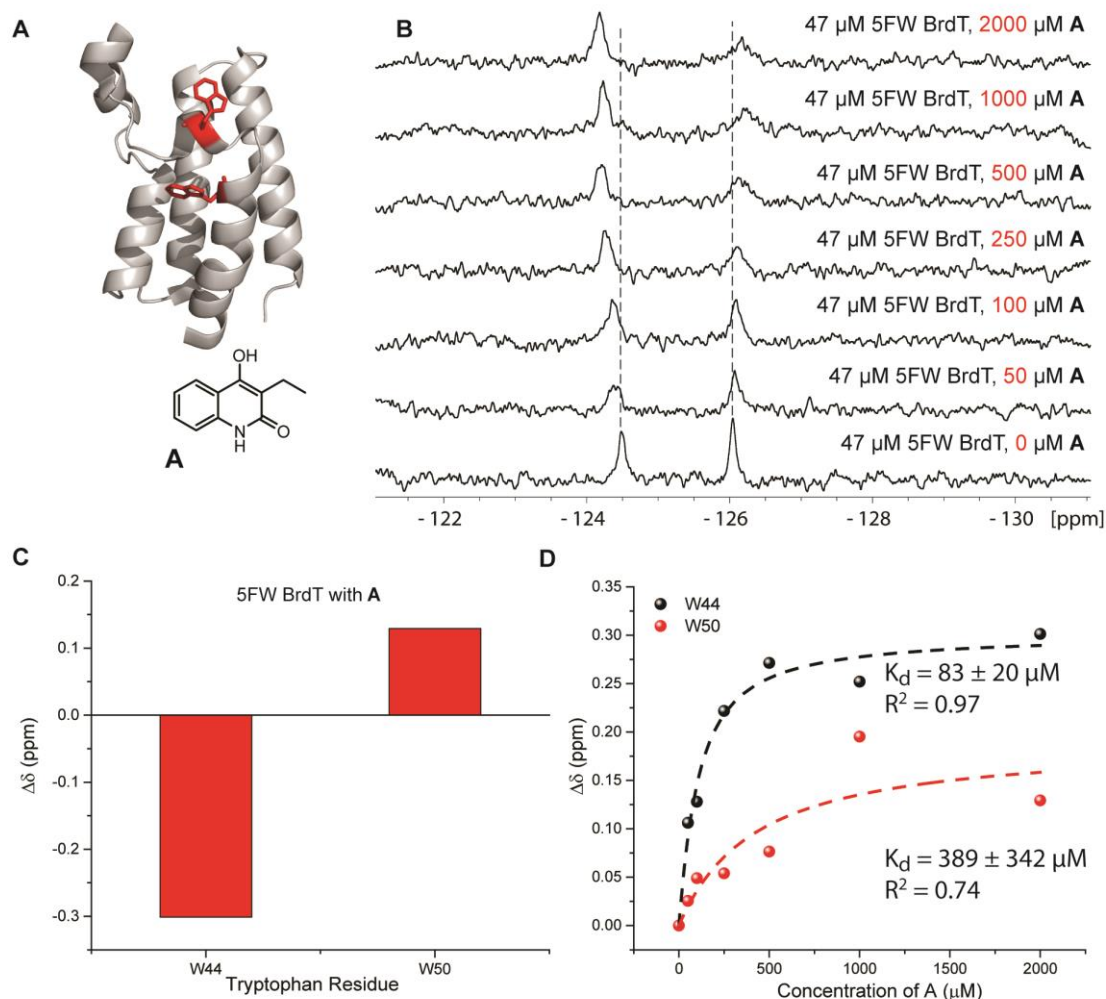 A
OH
N
H
O
A
B
47 µM 5FW BrdT, 2000 µM A
47 µM 5FW BrdT, 1000 µM A
47 µM 5FW BrdT, 500 µM A
47 µM 5FW BrdT, 250 µM A
47 µM 5FW BrdT, 100 µM A
47 µM 5FW BrdT, 50 µM A
47 µM 5FW BrdT, 0 µM A
- 122 - 124 - 126 - 128 - 130 [ppm]
C
5FW BrdT with A
0.2
0.1
0.0
-0.1
-0.2
-0.3
Δδ (ppm)
W44 W50
Tryptophan Residue
D
W44
W50
0.35
0.30
0.25
0.20
0.15
0.10
0.05
0.00
Δδ (ppm)
Kd = 83 ± 20 µM
R² = 0.97
Kd = 389 ± 342 µM
R² = 0.74
0 500 1000 1500 2000
Concentration of A (µM)